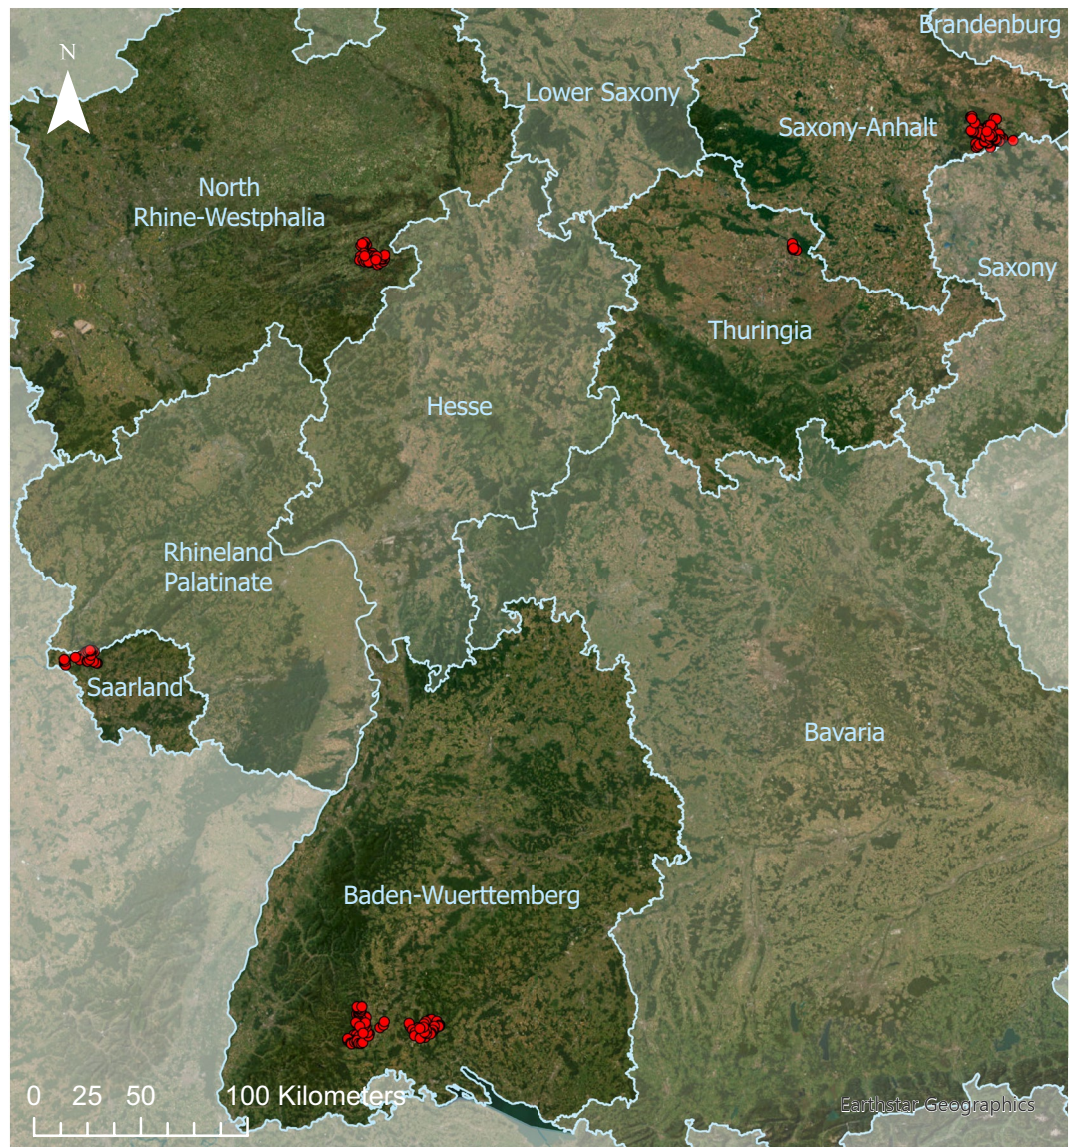 Brandenburg
N
Lower Saxony
Saxony-Anhalt
North
Rhine-Westphalia
Saxony
Thuringia
Hesse
Rhineland
Palatinate
Saarland
Bavaria
Baden-Wuerttemberg
0 25 50 100 Kilometers
Earthstar Geographics